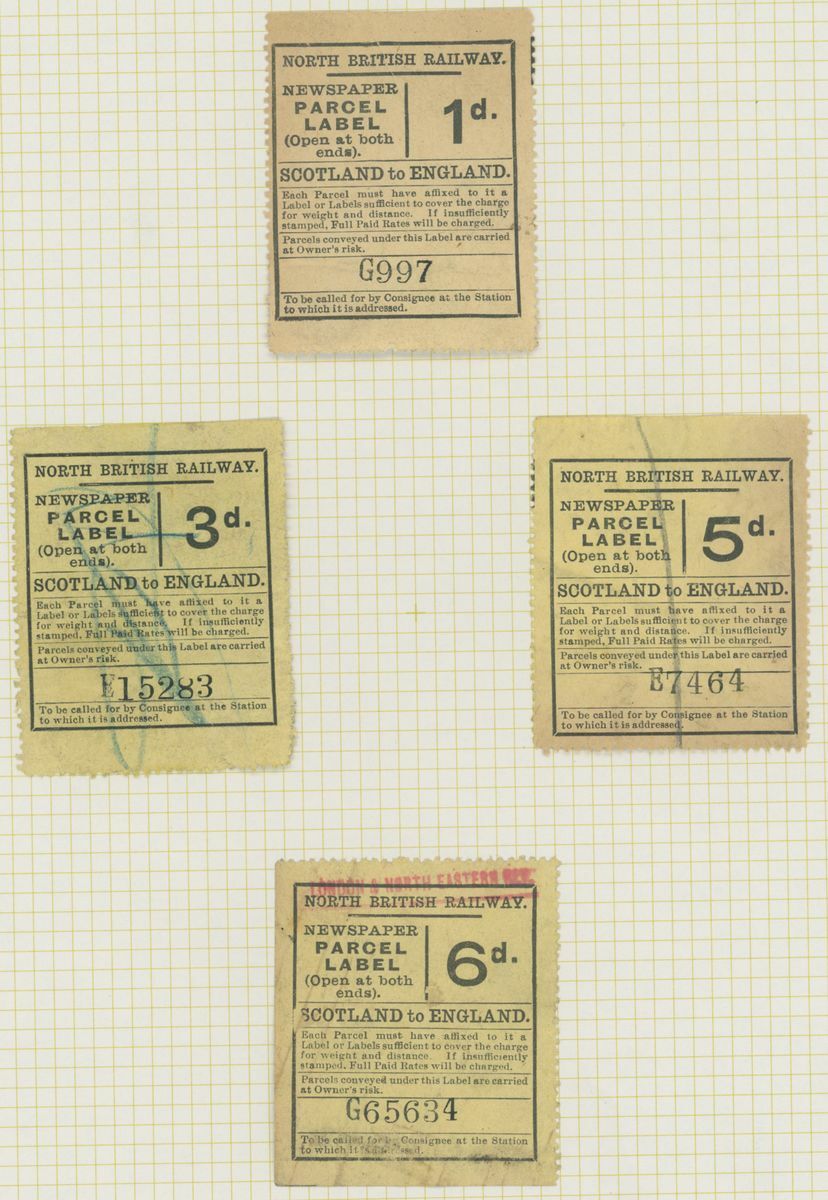 NORTH BRITISH RAILWAY.
NEWSPAPER
PARCEL
LABEL
(Open at both
ends).
1d.
SCOTLAND to ENGLAND.
Each Parcel must have affixed to it a
Label or Labels sufficient to cover the charge
for weight and distance. If insufficiently
stamped, Full Paid Rates will be charged.
Parcels conveyed under this Label are carried
at Owner's risk.
G997
To be called for by Consignee at the Station
to which it is addressed.
NORTH BRITISH RAILWAY.
NEWSPAPER
PARCEL
LABEL
(Open at both
ends).
3d.
SCOTLAND to ENGLAND.
Each Parcel must have affixed to it a
Label or Labels sufficient to cover the charge
for weight and distance. If insufficiently
stamped, Full Paid Rates will be charged.
Parcels conveyed under this Label are carried
at Owner's risk.
E15283
To be called for by Consignee at the Station
to which it is addressed.
NORTH BRITISH RAILWAY.
NEWSPAPER
PARCEL
LABEL
(Open at both
ends).
5d.
SCOTLAND to ENGLAND.
Each Parcel must have affixed to it a
Label or Labels sufficient to cover the charge
for weight and distance. If insufficiently
stamped, Full Paid Rates will be charged.
Parcels conveyed under this Label are carried
at Owner's risk.
E7464
To be called for by Consignee at the Station
to which it is addressed.
LONDON & NORTH EASTERN RLY.
NORTH BRITISH RAILWAY.
NEWSPAPER
PARCEL
LABEL
(Open at both
ends).
6d.
SCOTLAND to ENGLAND.
Each Parcel must have affixed to it a
Label or Labels sufficient to cover the charge
for weight and distance. If insufficiently
stamped, Full Paid Rates will be charged.
Parcels conveyed under this Label are carried
at Owner's risk.
G65634
To be called for by Consignee at the Station
to which it is addressed.